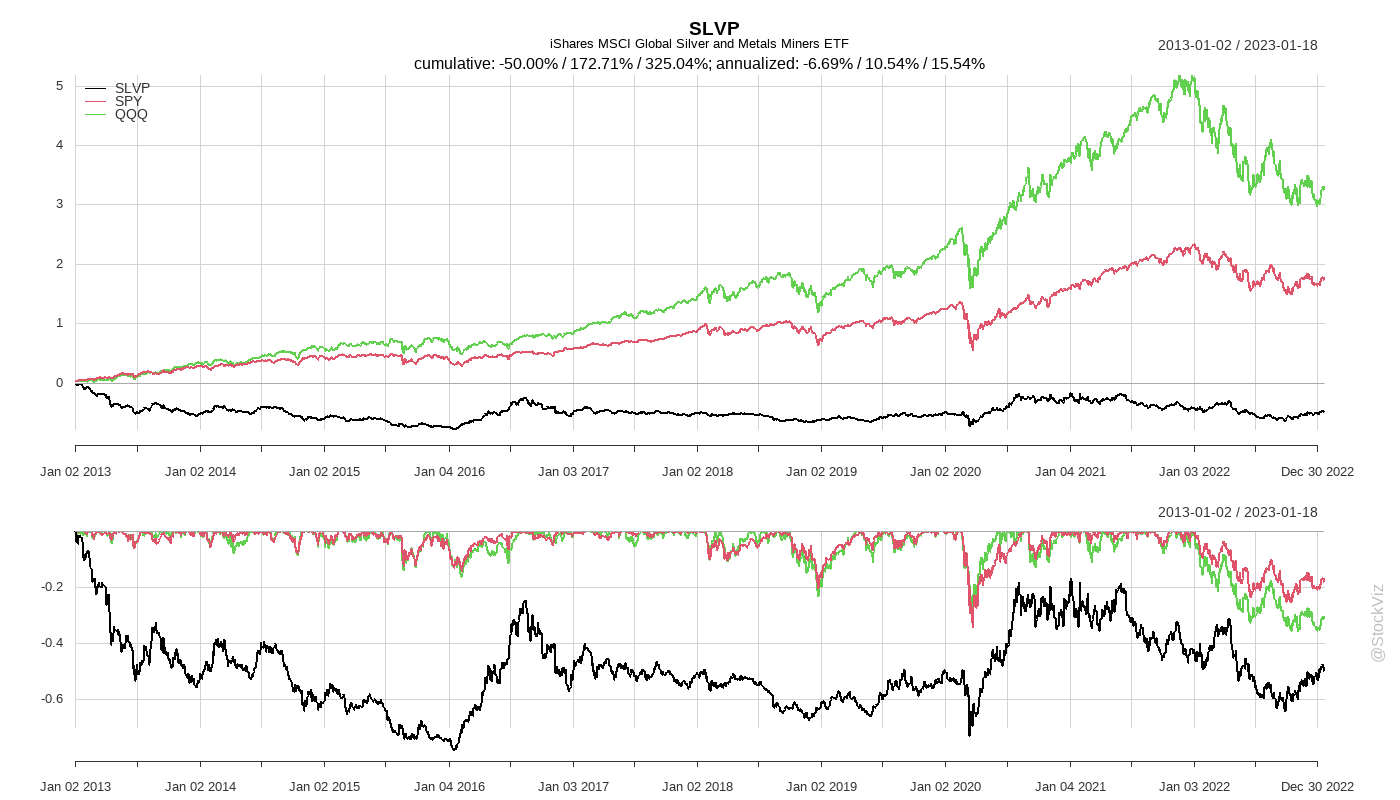 SLVP
iShares MSCI Global Silver and Metals Miners ETF
2013-01-02 / 2023-01-18
cumulative: -50.00% / 172.71% / 325.04%; annualized: -6.69% / 10.54% / 15.54%
SLVP
SPY
QQQ
5
4
3
2
1
0
Jan 02 2013 Jan 02 2014 Jan 02 2015 Jan 04 2016 Jan 03 2017 Jan 02 2018 Jan 02 2019 Jan 02 2020 Jan 04 2021 Jan 03 2022 Dec 30 2022
2013-01-02 / 2023-01-18
-0.2
-0.4
-0.6
Jan 02 2013 Jan 02 2014 Jan 02 2015 Jan 04 2016 Jan 03 2017 Jan 02 2018 Jan 02 2019 Jan 02 2020 Jan 04 2021 Jan 03 2022 Dec 30 2022
@StockViz